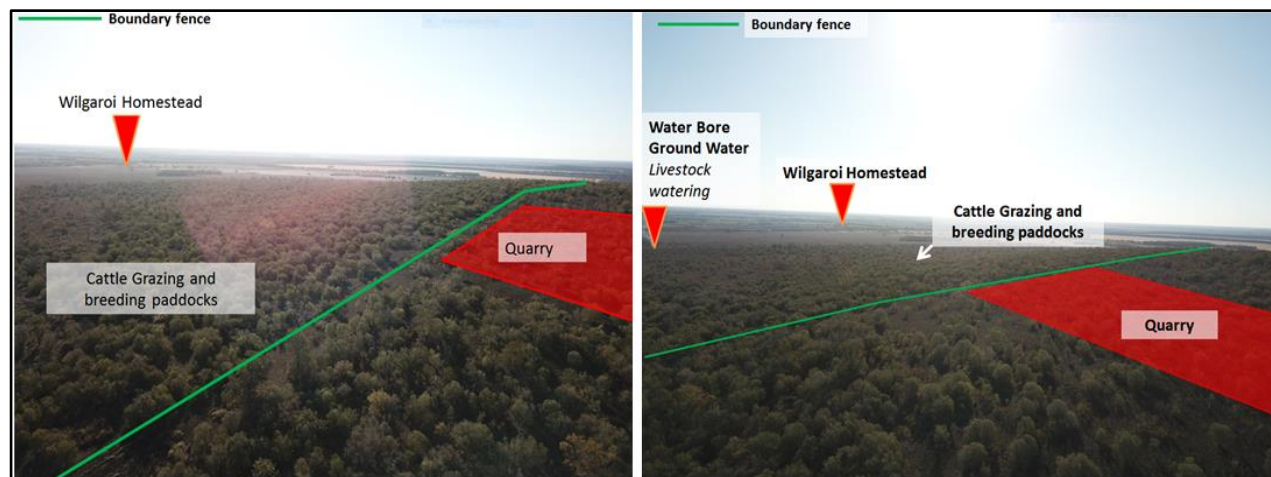 Boundary fence
Wilgaroi Homestead
Cattle Grazing and
breeding paddocks
Quarry
Boundary fence
Water Bore
Ground Water
Livestock
watering
Wilgaroi Homestead
Cattle Grazing and
breeding paddocks
Quarry